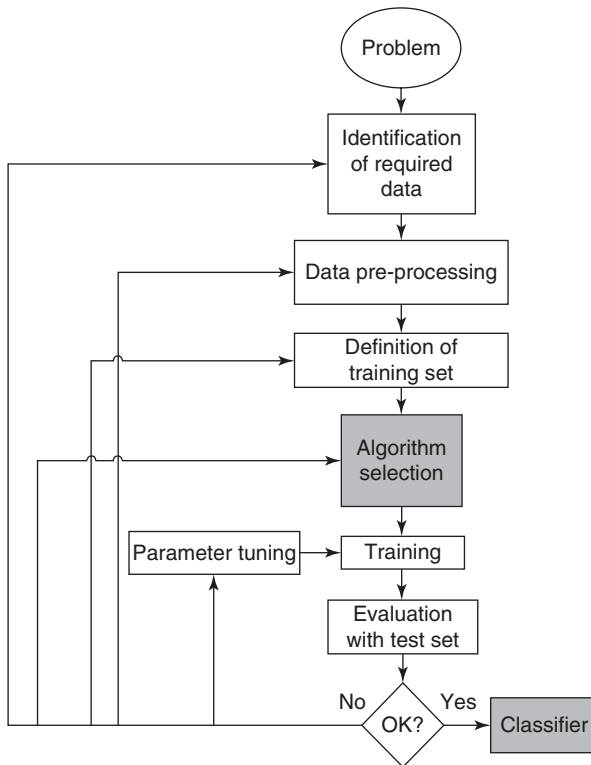 Problem
Identification
of required
data
Data pre-processing
Definition of
training set
Algorithm
selection
Parameter tuning
Training
Evaluation
with test set
No
Yes
OK?
Classifier